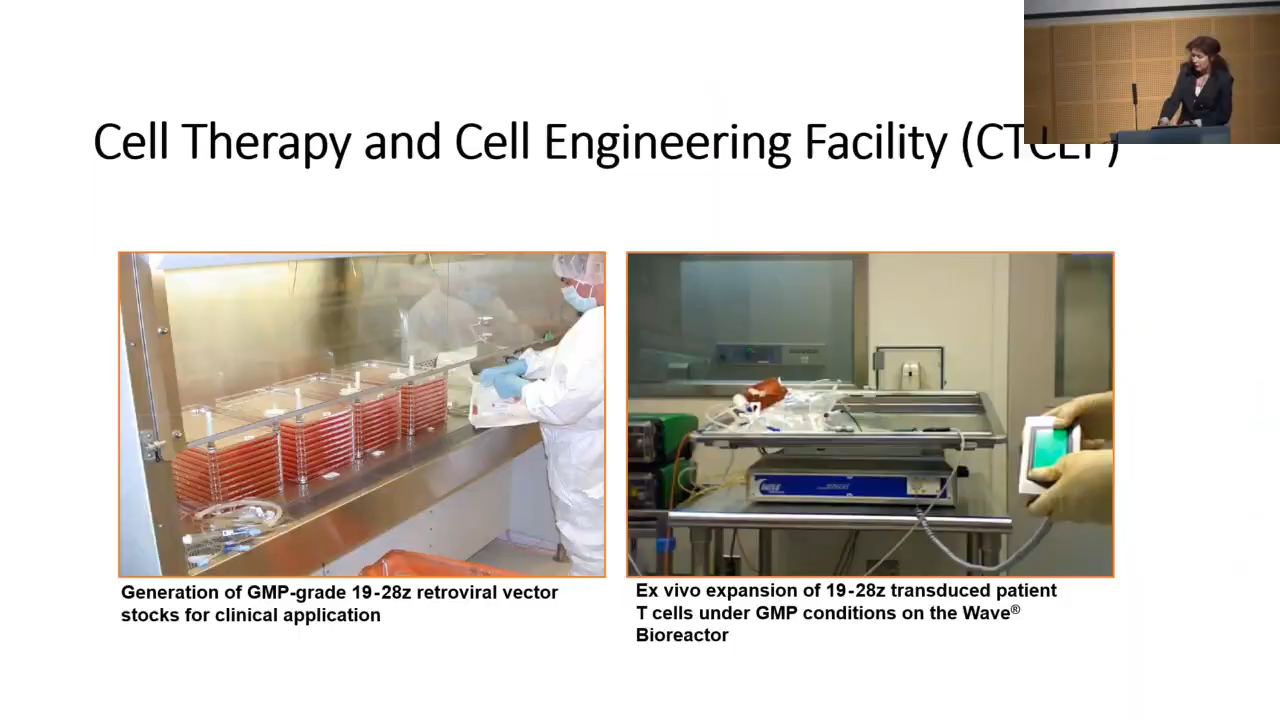 Cell Therapy and Cell Engineering Facility (CTCEF)
Generation of GMP-grade 19-28z retroviral vector
stocks for clinical application
Ex vivo expansion of 19-28z transduced patient
T cells under GMP conditions on the Wave®
Bioreactor